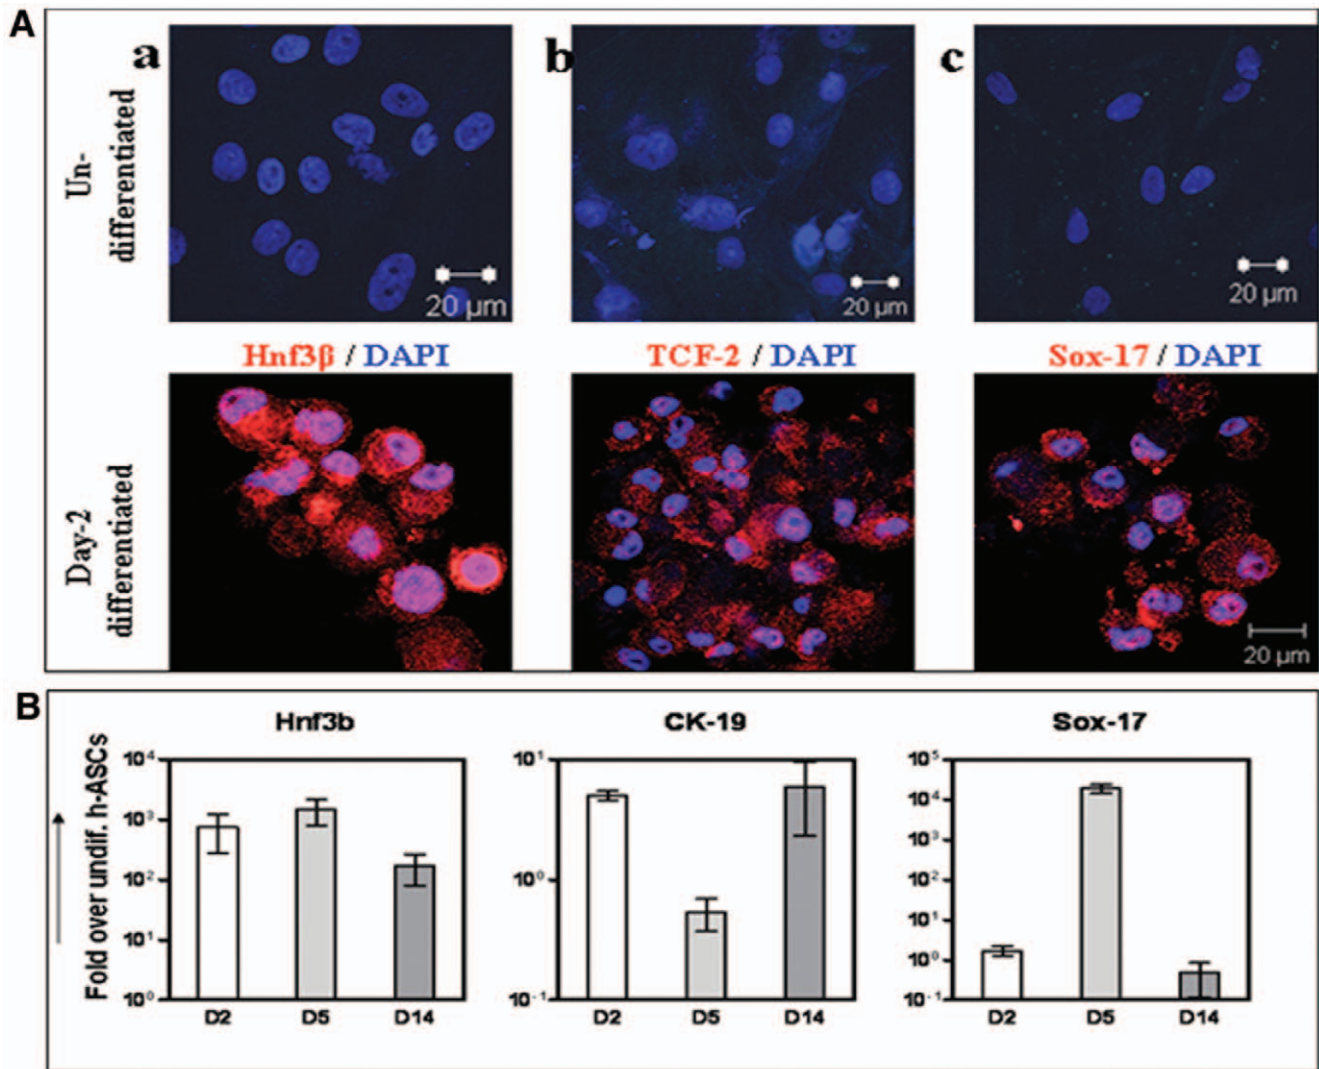 A
a
b
c
Un-
differentiated
20 µm
20 µm
20 µm
Hnf3β / DAPI
TCF-2 / DAPI
Sox-17 / DAPI
Day-2
differentiated
20 µm
B
Hnf3b
CK-19
Sox-17
Fold over undif. h-ASCs
10⁴
10³
10²
10¹
10⁰
D2
D5
D14
10¹
10⁰
10⁻¹
D2
D5
D14
10⁵
10⁴
10³
10²
10¹
10⁰
10⁻¹
D2
D5
D14